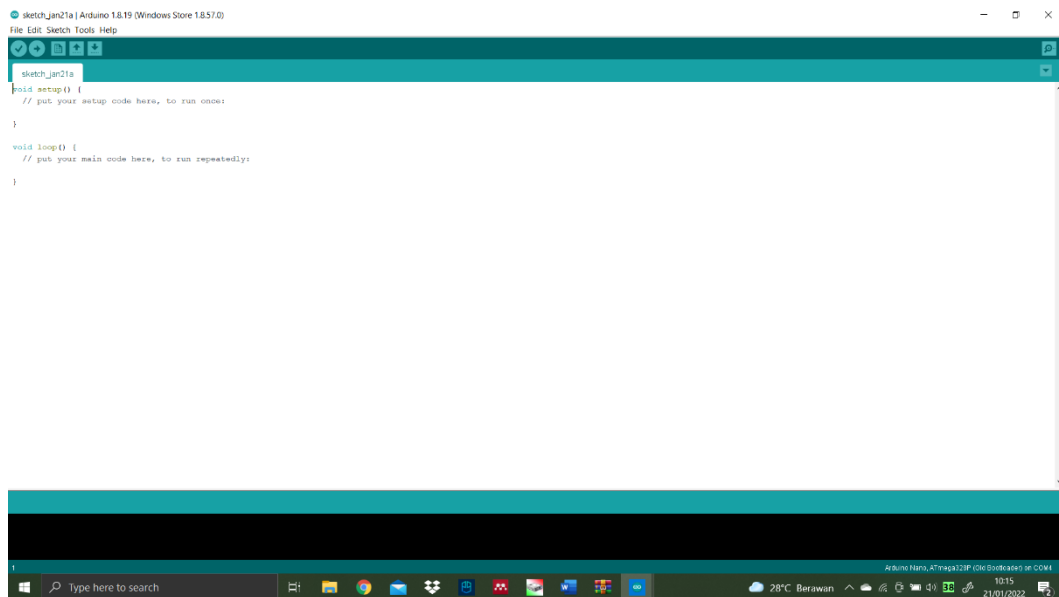 sketch_jan21a | Arduino 1.8.19 (Windows Store 1.8.57.0)
File Edit Sketch Tools Help
sketch_jan21a
void setup() {
// put your setup code here, to run once:
}
void loop() {
// put your main code here, to run repeatedly:
}
1
Arduino Nano, ATmega328P (Old Bootloader) on COM4
Type here to search
28°C Berawan
38
10:15
21/01/2022
2